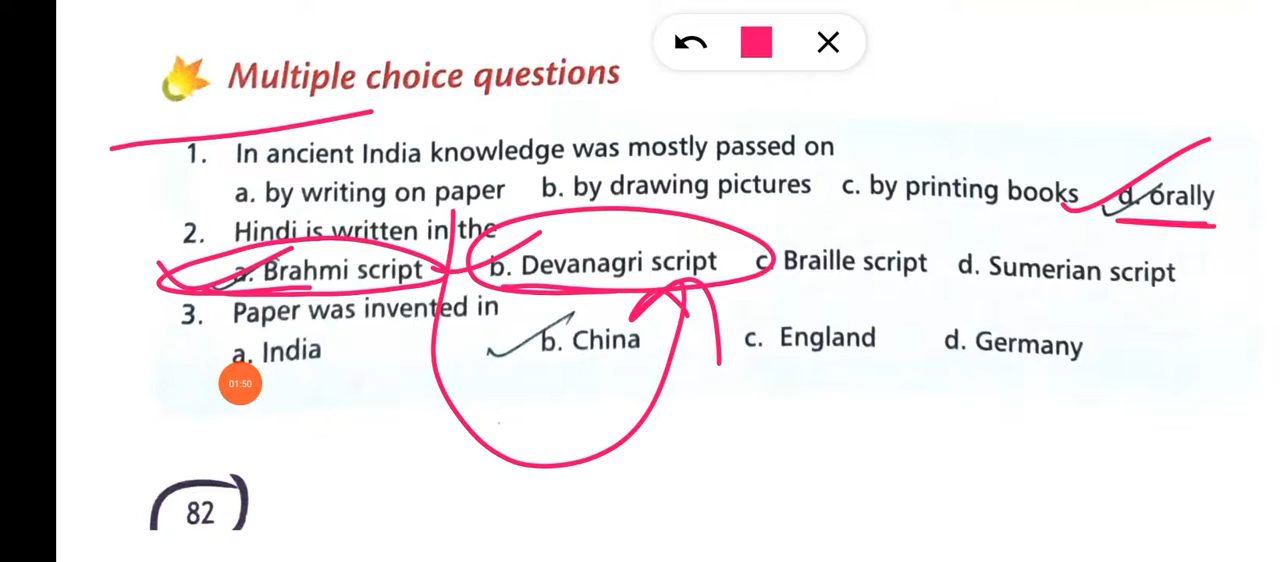 Multiple choice questions
1. In ancient India knowledge was mostly passed on
a. by writing on paper b. by drawing pictures c. by printing books d. orally
2. Hindi is written in the
a. Brahmi script b. Devanagri script c. Braille script d. Sumerian script
3. Paper was invented in
a. India b. China c. England d. Germany
01:50
82